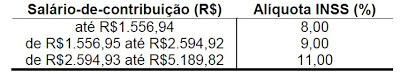 Salário-de-contribuição (R$) Alíquota INSS (%)
até R$1.556,94 8,00
de R$1.556,95 até R$2.594,92 9,00
de R$2.594,93 até R$5.189,82 11,00